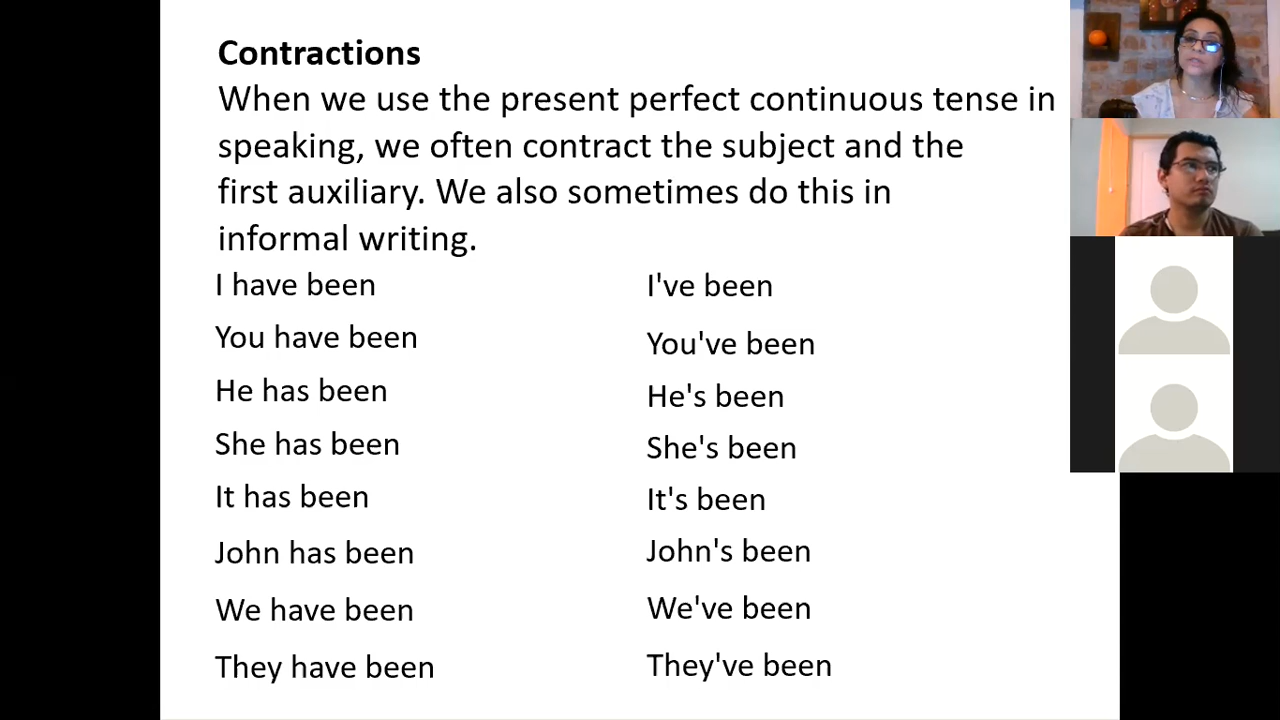 Contractions
When we use the present perfect continuous tense in
speaking, we often contract the subject and the
first auxiliary. We also sometimes do this in
informal writing.
I have been I've been
You have been You've been
He has been He's been
She has been She's been
It has been It's been
John has been John's been
We have been We've been
They have been They've been